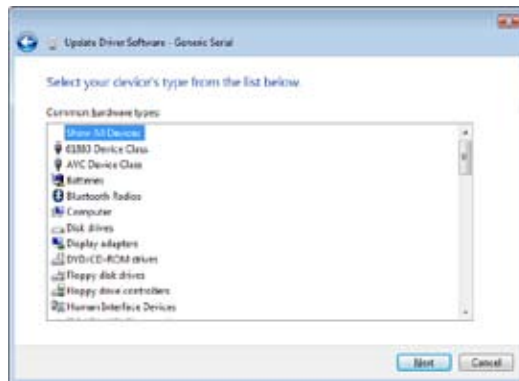 Update Driver Software - Generic Serial
Select your device's type from the list below.
Common hardware types:
Show All Devices
61883 Device Class
AVC Device Class
Batteries
Bluetooth Radios
Computer
Disk drives
Display adapters
DVD/CD-ROM drives
Floppy disk drives
Floppy drive controllers
Human Interface Devices
Next
Cancel